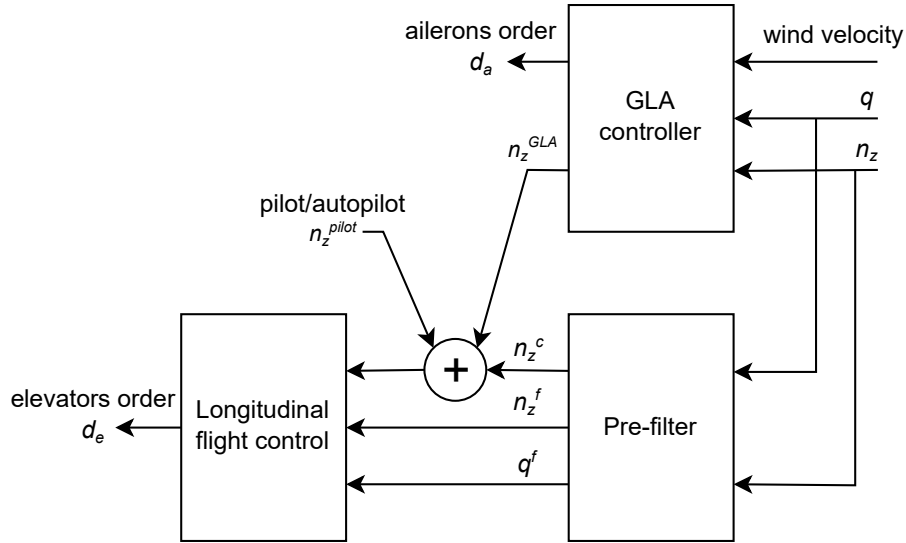 ailerons order
d_a
GLA
controller
wind velocity
q
n_z
n_z^GLA
pilot/autopilot
n_z^pilot
+
n_z^c
n_z^f
q^f
elevators order
d_e
Longitudinal
flight control
Pre-filter